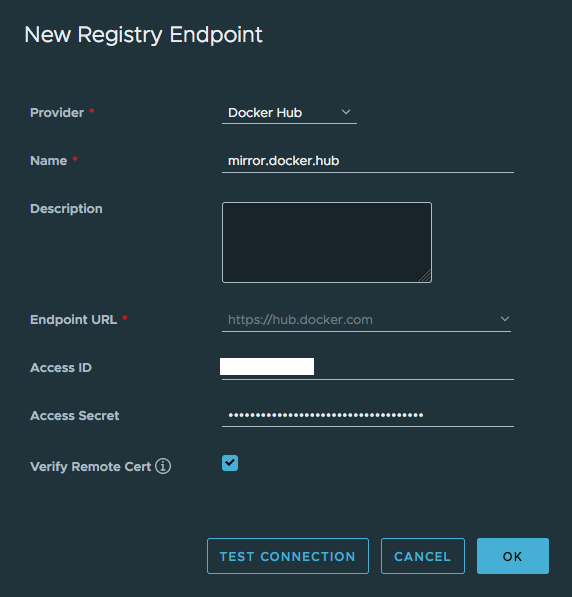 New Registry Endpoint
Provider *
Docker Hub
Name *
mirror.docker.hub
Description
Endpoint URL *
https://hub.docker.com
Access ID
Access Secret
••••••••••••••••••••••••••••••••••••
Verify Remote Cert
TEST CONNECTION
CANCEL
OK